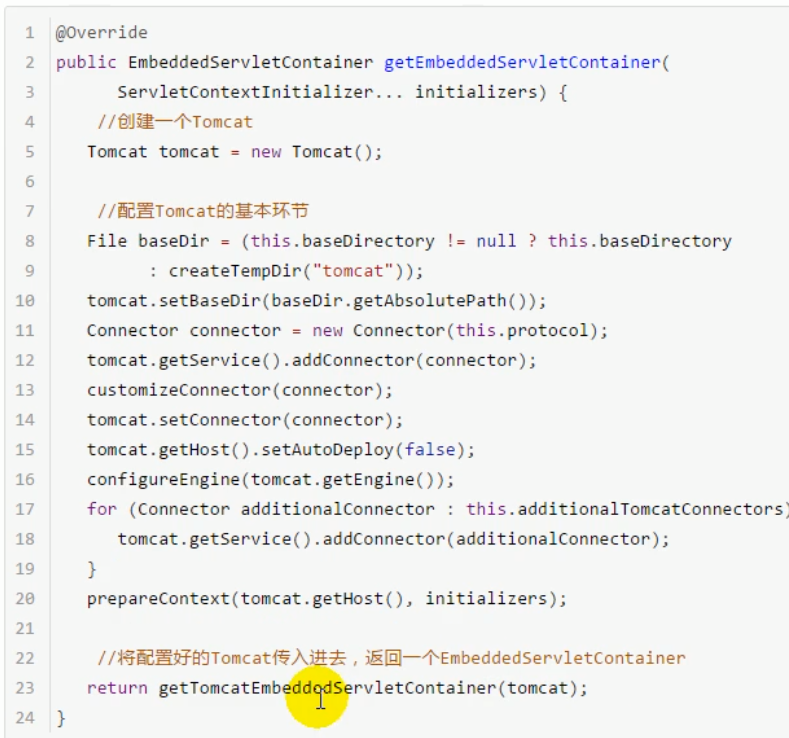 1 @Override
2 public EmbeddedServletContainer getEmbeddedServletContainer(
3 ServletContextInitializer... initializers) {
4 //创建一个Tomcat
5 Tomcat tomcat = new Tomcat();
6
7 //配置Tomcat的基本环节
8 File baseDir = (this.baseDirectory != null ? this.baseDirectory
9 : createTempDir("tomcat"));
10 tomcat.setBaseDir(baseDir.getAbsolutePath());
11 Connector connector = new Connector(this.protocol);
12 tomcat.getService().addConnector(connector);
13 customizeConnector(connector);
14 tomcat.setConnector(connector);
15 tomcat.getHost().setAutoDeploy(false);
16 configureEngine(tomcat.getEngine());
17 for (Connector additionalConnector : this.additionalTomcatConnectors)
18 tomcat.getService().addConnector(additionalConnector);
19 }
20 prepareContext(tomcat.getHost(), initializers);
21
22 //将配置好的Tomcat传入进去，返回一个EmbeddedServletContainer
23 return getTomcatEmbeddedServletContainer(tomcat);
24 }